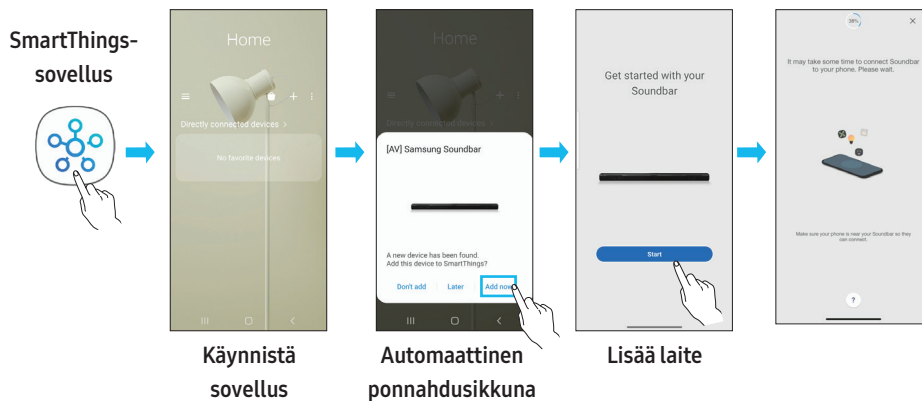 SmartThings-
sovellus
Home
Directly connected devices >
No favorite devices
Käynnistä
sovellus
Home
Directly connected devices >
[AV] Samsung Soundbar
A new device has been found.
Add this device to SmartThings?
Don't add
Later
Add now
Automaattinen
ponnahdusikkuna
Get started with your
Soundbar
Start
Lisää laite
38%
It may take some time to connect Soundbar
to your phone. Please wait.
Make sure your phone is near your Soundbar so they
can connect.
?